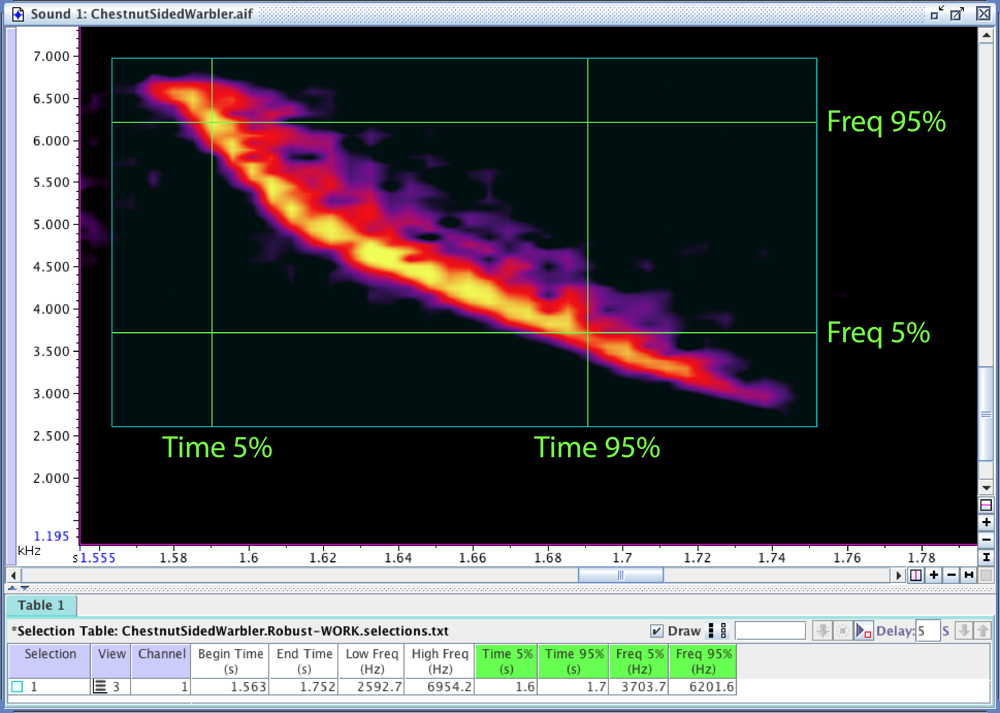 Sound 1: ChestnutSidedWarbler.aif
7.000
6.500
Freq 95%
6.000
5.500
5.000
4.500
4.000
Freq 5%
3.500
3.000
2.500
Time 5% Time 95%
2.000
1.195
kHz
s 1.555 1.58 1.6 1.62 1.64 1.66 1.68 1.7 1.72 1.74 1.76 1.78
Table 1
*Selection Table: ChestnutSidedWarbler.Robust-WORK.selections.txt Draw Delay: 5 S
Selection View Channel Begin Time (s) End Time (s) Low Freq (Hz) High Freq (Hz) Time 5% (s) Time 95% (s) Freq 5% (Hz) Freq 95% (Hz)
1 3 1 1.563 1.752 2592.7 6954.2 1.6 1.7 3703.7 6201.6